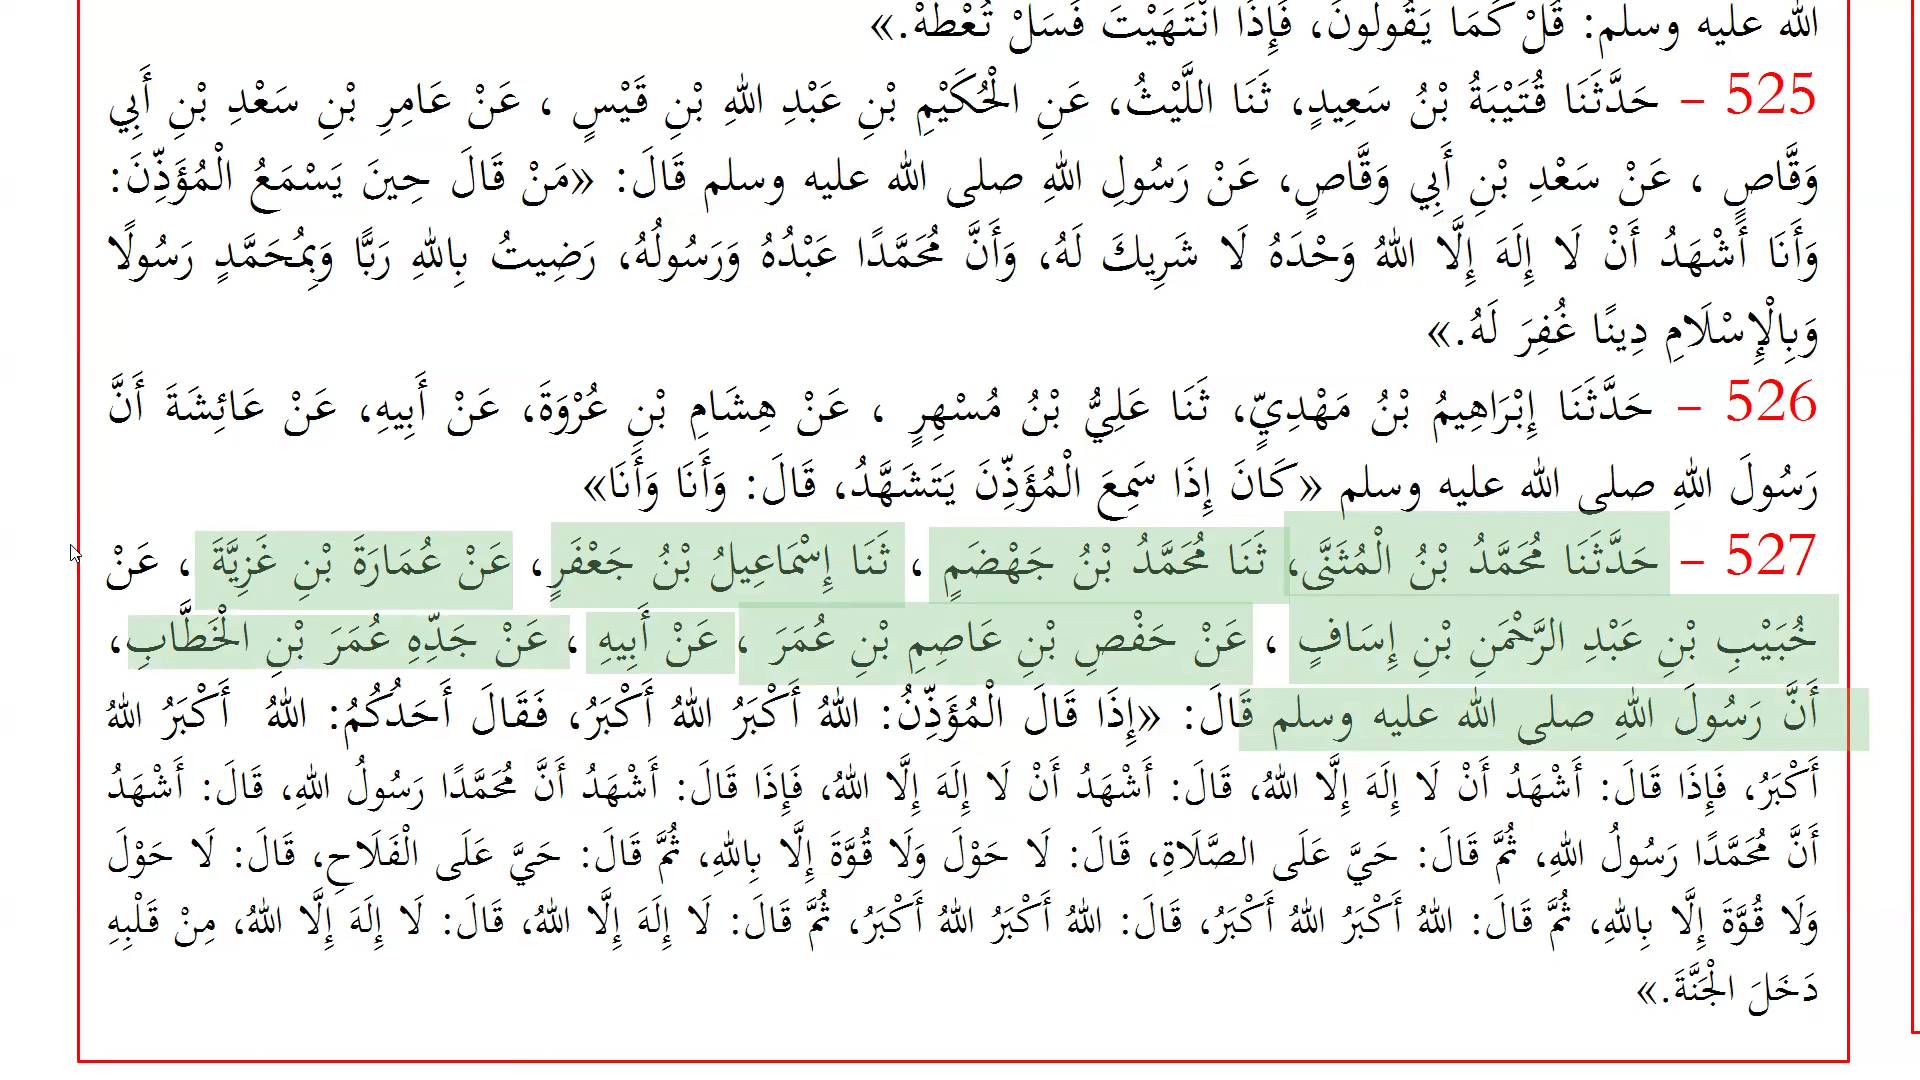 الله عليه وسلم: قُلْ كَمَا يَقُولُونَ، فَإِذَا انْتَهَيْتَ فَسَلْ تُعْطَهْ.»
525 – حَدَّثَنَا قُتَيْبَةُ بْنُ سَعِيدٍ، ثَنَا اللَّيْثُ، عَنِ الْحُكَيْمِ بْنِ عَبْدِ اللهِ بْنِ قَيْسٍ ، عَنْ عَامِرِ بْنِ سَعْدِ بْنِ أَبِي
وَقَّاصٍ ، عَنْ سَعْدِ بْنِ أَبِي وَقَّاصٍ، عَنْ رَسُولِ اللهِ صلى الله عليه وسلم قَالَ: «مَنْ قَالَ حِينَ يَسْمَعُ الْمُؤَذِّنَ:
وَأَنَا أَشْهَدُ أَنْ لَا إِلَهَ إِلَّا اللهُ وَحْدَهُ لَا شَرِيكَ لَهُ، وَأَنَّ مُحَمَّدًا عَبْدُهُ وَرَسُولُهُ، رَضِيتُ بِاللهِ رَبًّا وَبِمُحَمَّدٍ رَسُولًا
وَبِالْإِسْلَامِ دِينًا غُفِرَ لَهُ.»
526 – حَدَّثَنَا إِبْرَاهِيمُ بْنُ مَهْدِيٍّ، ثَنَا عَلِيُّ بْنُ مُسْهِرٍ ، عَنْ هِشَامِ بْنِ عُرْوَةَ، عَنْ أَبِيهِ، عَنْ عَائِشَةَ أَنَّ
رَسُولَ اللهِ صلى الله عليه وسلم «كَانَ إِذَا سَمِعَ الْمُؤَذِّنَ يَتَشَهَّدُ، قَالَ: وَأَنَا وَأَنَا»
527 – حَدَّثَنَا مُحَمَّدُ بْنُ الْمُثَنَّى، ثَنَا مُحَمَّدُ بْنُ جَهْضَمٍ ، ثَنَا إِسْمَاعِيلُ بْنُ جَعْفَرٍ، عَنْ عُمَارَةَ بْنِ غَزِيَّةَ ، عَنْ
خُبَيْبِ بْنِ عَبْدِ الرَّحْمَنِ بْنِ إِسَافٍ ، عَنْ حَفْصِ بْنِ عَاصِمِ بْنِ عُمَرَ ، عَنْ أَبِيهِ ، عَنْ جَدِّهِ عُمَرَ بْنِ الْخَطَّابِ،
أَنَّ رَسُولَ اللهِ صلى الله عليه وسلم قَالَ: «إِذَا قَالَ الْمُؤَذِّنُ: اللهُ أَكْبَرُ اللهُ أَكْبَرُ، فَقَالَ أَحَدُكُمُ: اللهُ أَكْبَرُ اللهُ
أَكْبَرُ، فَإِذَا قَالَ: أَشْهَدُ أَنْ لَا إِلَهَ إِلَّا اللهُ، قَالَ: أَشْهَدُ أَنْ لَا إِلَهَ إِلَّا اللهُ، فَإِذَا قَالَ: أَشْهَدُ أَنَّ مُحَمَّدًا رَسُولُ اللهِ، قَالَ: أَشْهَدُ
أَنَّ مُحَمَّدًا رَسُولُ اللهِ، ثُمَّ قَالَ: حَيَّ عَلَى الصَّلَاةِ، قَالَ: لَا حَوْلَ وَلَا قُوَّةَ إِلَّا بِاللهِ، ثُمَّ قَالَ: حَيَّ عَلَى الْفَلَاحِ، قَالَ: لَا حَوْلَ
وَلَا قُوَّةَ إِلَّا بِاللهِ، ثُمَّ قَالَ: اللهُ أَكْبَرُ اللهُ أَكْبَرُ، قَالَ: اللهُ أَكْبَرُ اللهُ أَكْبَرُ، ثُمَّ قَالَ: لَا إِلَهَ إِلَّا اللهُ، قَالَ: لَا إِلَهَ إِلَّا اللهُ، مِنْ قَلْبِهِ
دَخَلَ الْجَنَّةَ.»